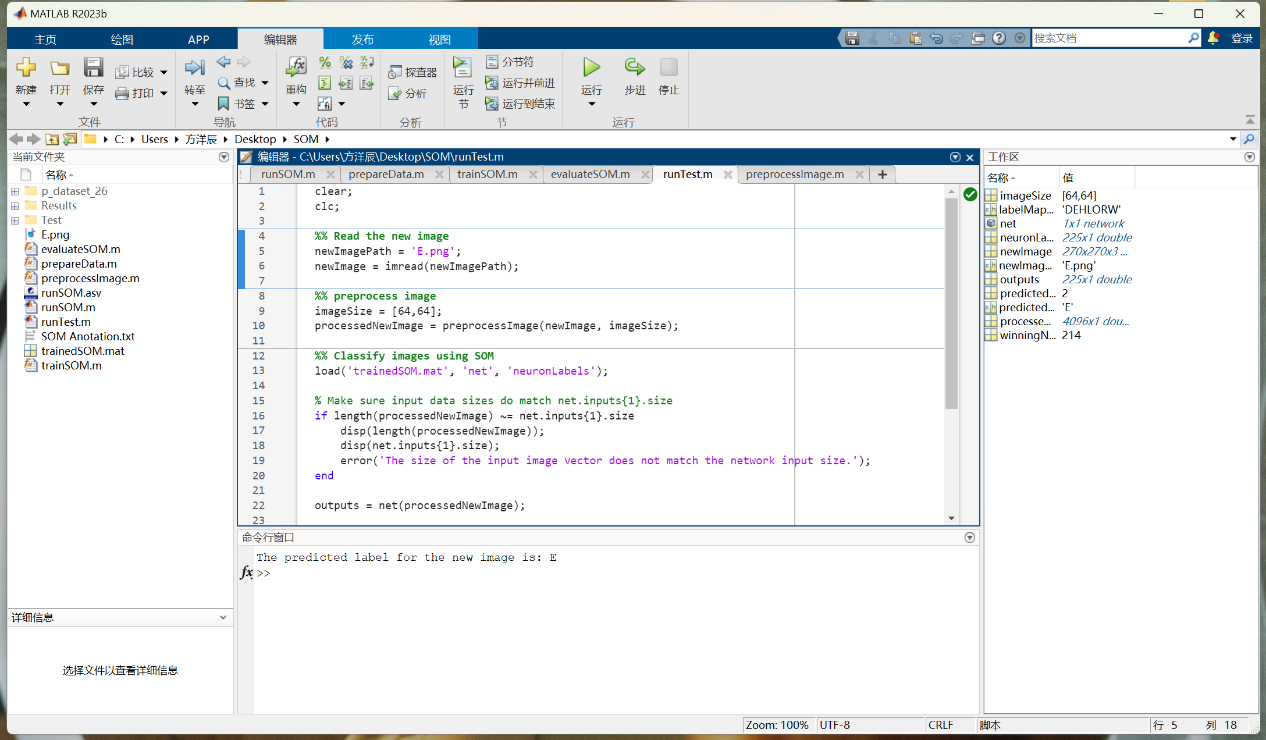 MATLAB R2023b
主页 绘图 APP 编辑器 发布 视图 搜索文档 登录
新建 打开 保存 比较 打印 转至 查找 书签 重构 探查器 分析 运行节 分节符 运行并前进 运行到结束 运行 步进 停止
文件 导航 代码 分析 节 运行
C: Users 方洋辰 Desktop SOM
当前文件夹
名称
p_dataset_26
Results
Test
E.png
evaluateSOM.m
prepareData.m
preprocessImage.m
runSOM.asv
runSOM.m
runTest.m
SOM Anotation.txt
trainedSOM.mat
trainSOM.m
详细信息
选择文件以查看详细信息
编辑器 - C:\Users\方洋辰\Desktop\SOM\runTest.m
runSOM.m prepareData.m trainSOM.m evaluateSOM.m runTest.m preprocessImage.m
1 clear;
2 clc;
3
4 %% Read the new image
5 newImagePath = 'E.png';
6 newImage = imread(newImagePath);
7
8 %% preprocess image
9 imageSize = [64,64];
10 processedNewImage = preprocessImage(newImage, imageSize);
11
12 %% Classify images using SOM
13 load('trainedSOM.mat', 'net', 'neuronLabels');
14
15 % Make sure input data sizes do match net.inputs{1}.size
16 if length(processedNewImage) ~= net.inputs{1}.size
17 disp(length(processedNewImage));
18 disp(net.inputs{1}.size);
19 error('The size of the input image vector does not match the network input size.');
20 end
21
22 outputs = net(processedNewImage);
23
命令行窗口
The predicted label for the new image is: E
fx >>
工作区
名称 值
imageSize [64,64]
labelMap... 'DEHLORW'
net 1x1 network
neuronLa... 225x1 double
newImage 270x270x3 ...
newImag... 'E.png'
outputs 225x1 double
predicted... 2
predicted... 'E'
processe... 4096x1 dou...
winningN... 214
Zoom: 100% UTF-8 CRLF 脚本 行 5 列 18